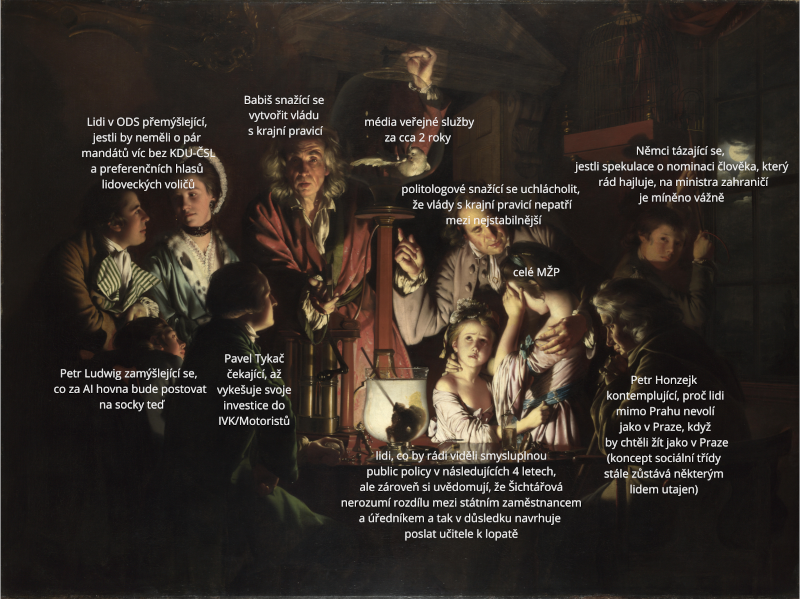 Lidi v ODS přemýšlející,
jestli by neměli o pár
mandátů víc bez KDU-ČSL
a preferenčních hlasů
lidoveckých voličů
Babiš snažící se
vytvořit vládu
s krajní pravicí
média veřejné služby
za cca 2 roky
politologové snažící se uchlácholit,
že vlády s krajní pravicí nepatří
mezi nejstabilnější
Němci tázající se,
jestli spekulace o nominaci člověka, který
rád hajluje, na ministra zahraničí
je míněno vážně
celé MŽP
Petr Ludwig zamýšlející se,
co za AI hovna bude postovat
na socky teď
Pavel Tykač
čekající, až
vykešuje svoje
investice do
IVK/Motoristů
lidi, co by rádi viděli smysluplnou
public policy v následujících 4 letech,
ale zároveň si uvědomují, že Šichtářová
nerozumí rozdílu mezi státním zaměstnancem
a úředníkem a tak v důsledku navrhuje
poslat učitele k lopatě
Petr Honzejk
kontemplující, proč lidi
mimo Prahu nevolí
jako v Praze, když
by chtěli žít jako v Praze
(koncept sociální třídy
stále zůstává některým
lidem utajen)